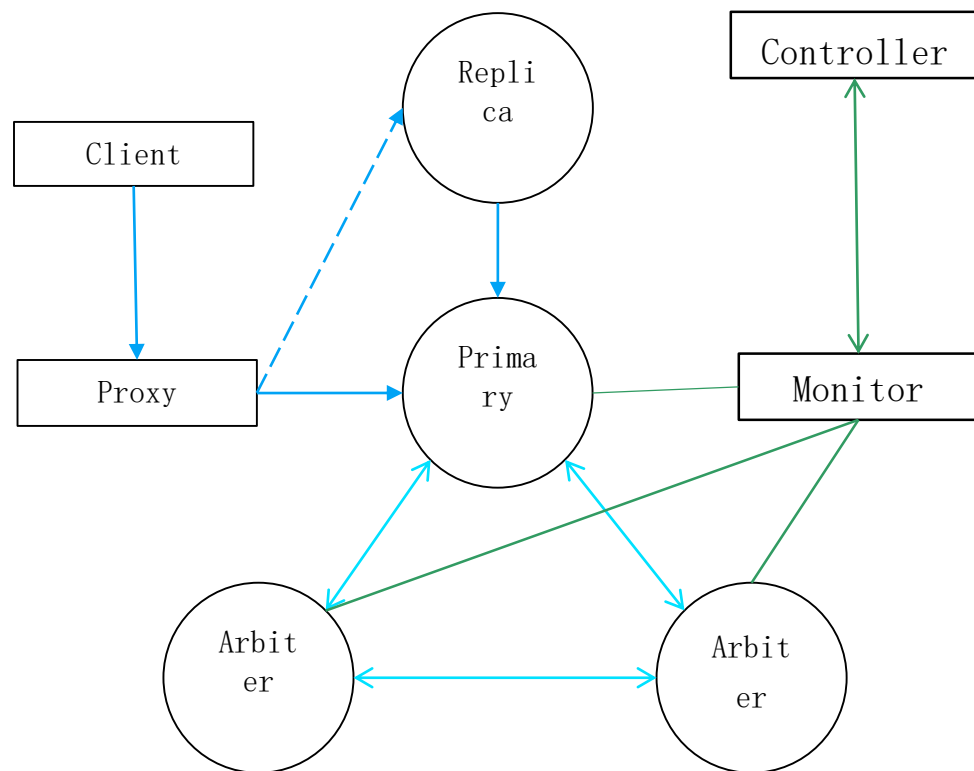 Repli
ca
Controller
Client
Prima
ry
Proxy
Monitor
Arbit
er
Arbit
er